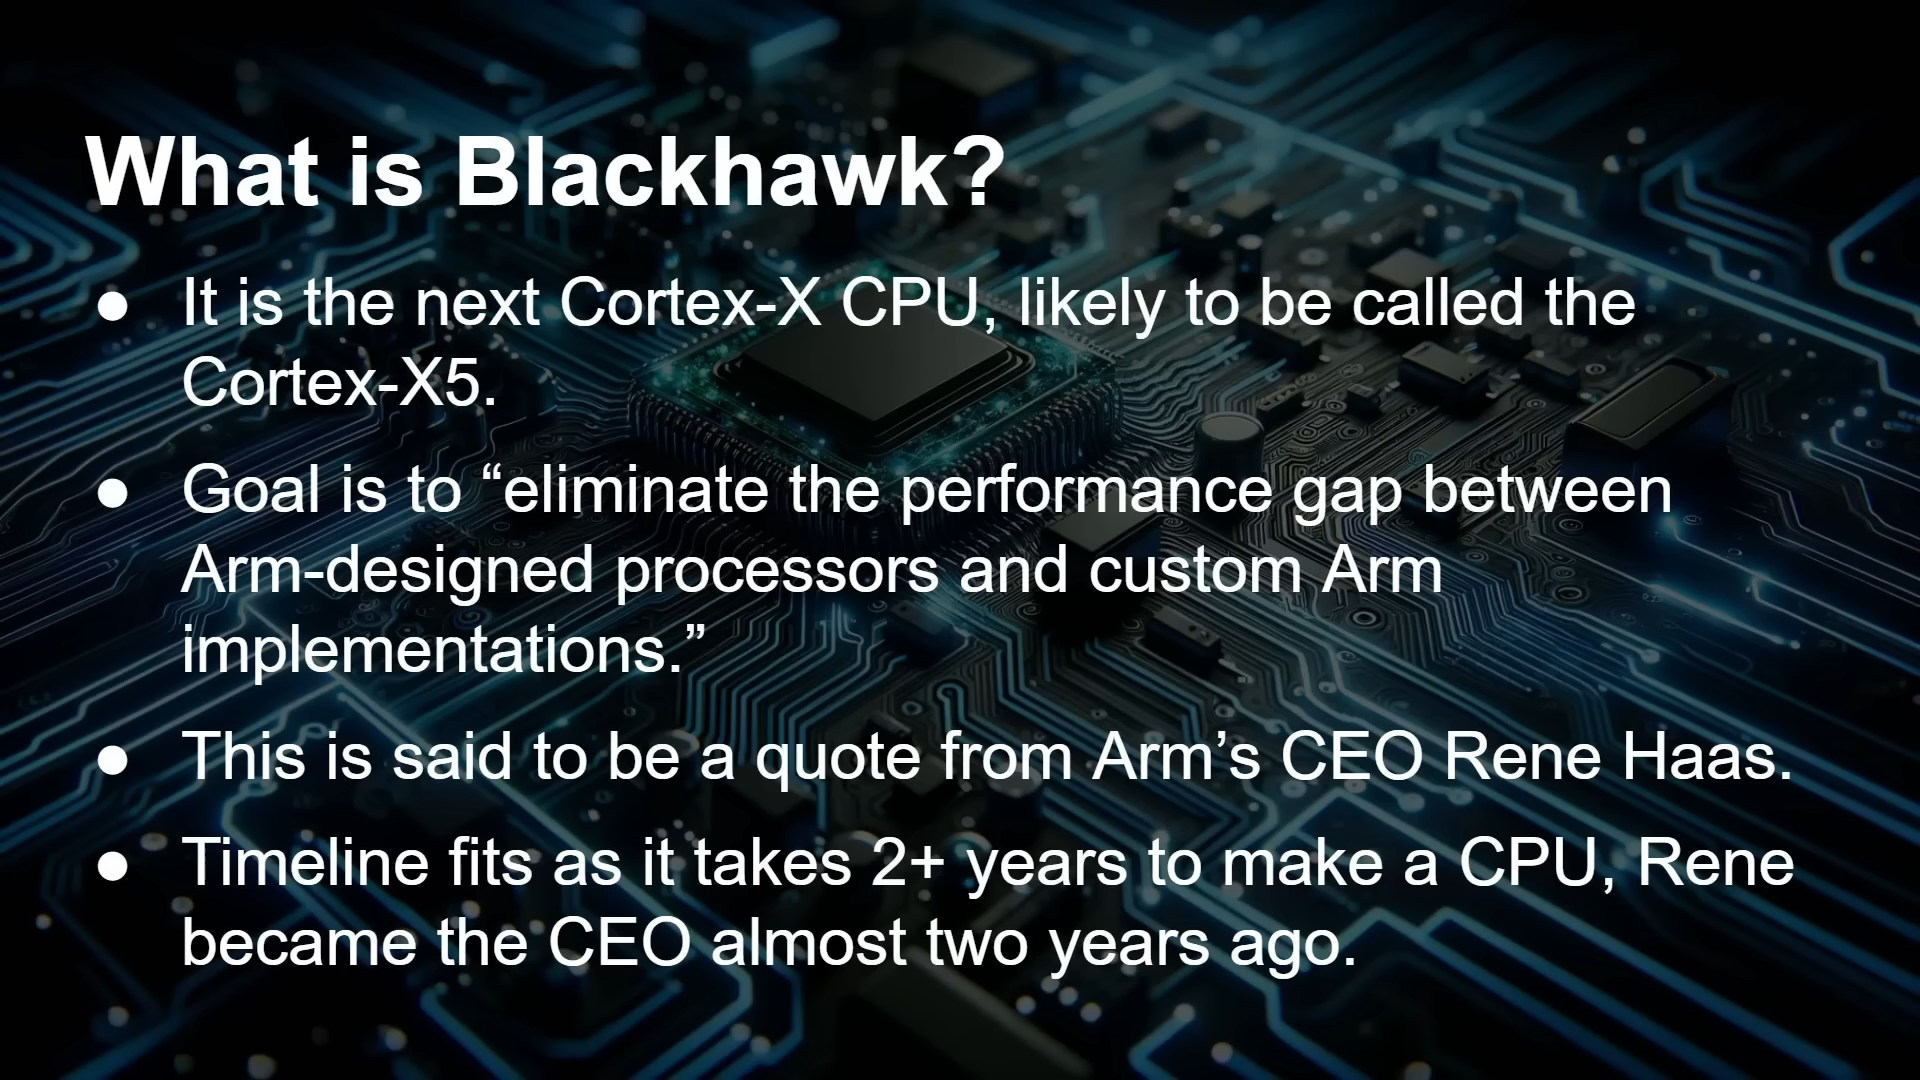 What is Blackhawk?
● It is the next Cortex-X CPU, likely to be called the
Cortex-X5.
● Goal is to “eliminate the performance gap between
Arm-designed processors and custom Arm
implementations.”
● This is said to be a quote from Arm’s CEO Rene Haas.
● Timeline fits as it takes 2+ years to make a CPU, Rene
became the CEO almost two years ago.